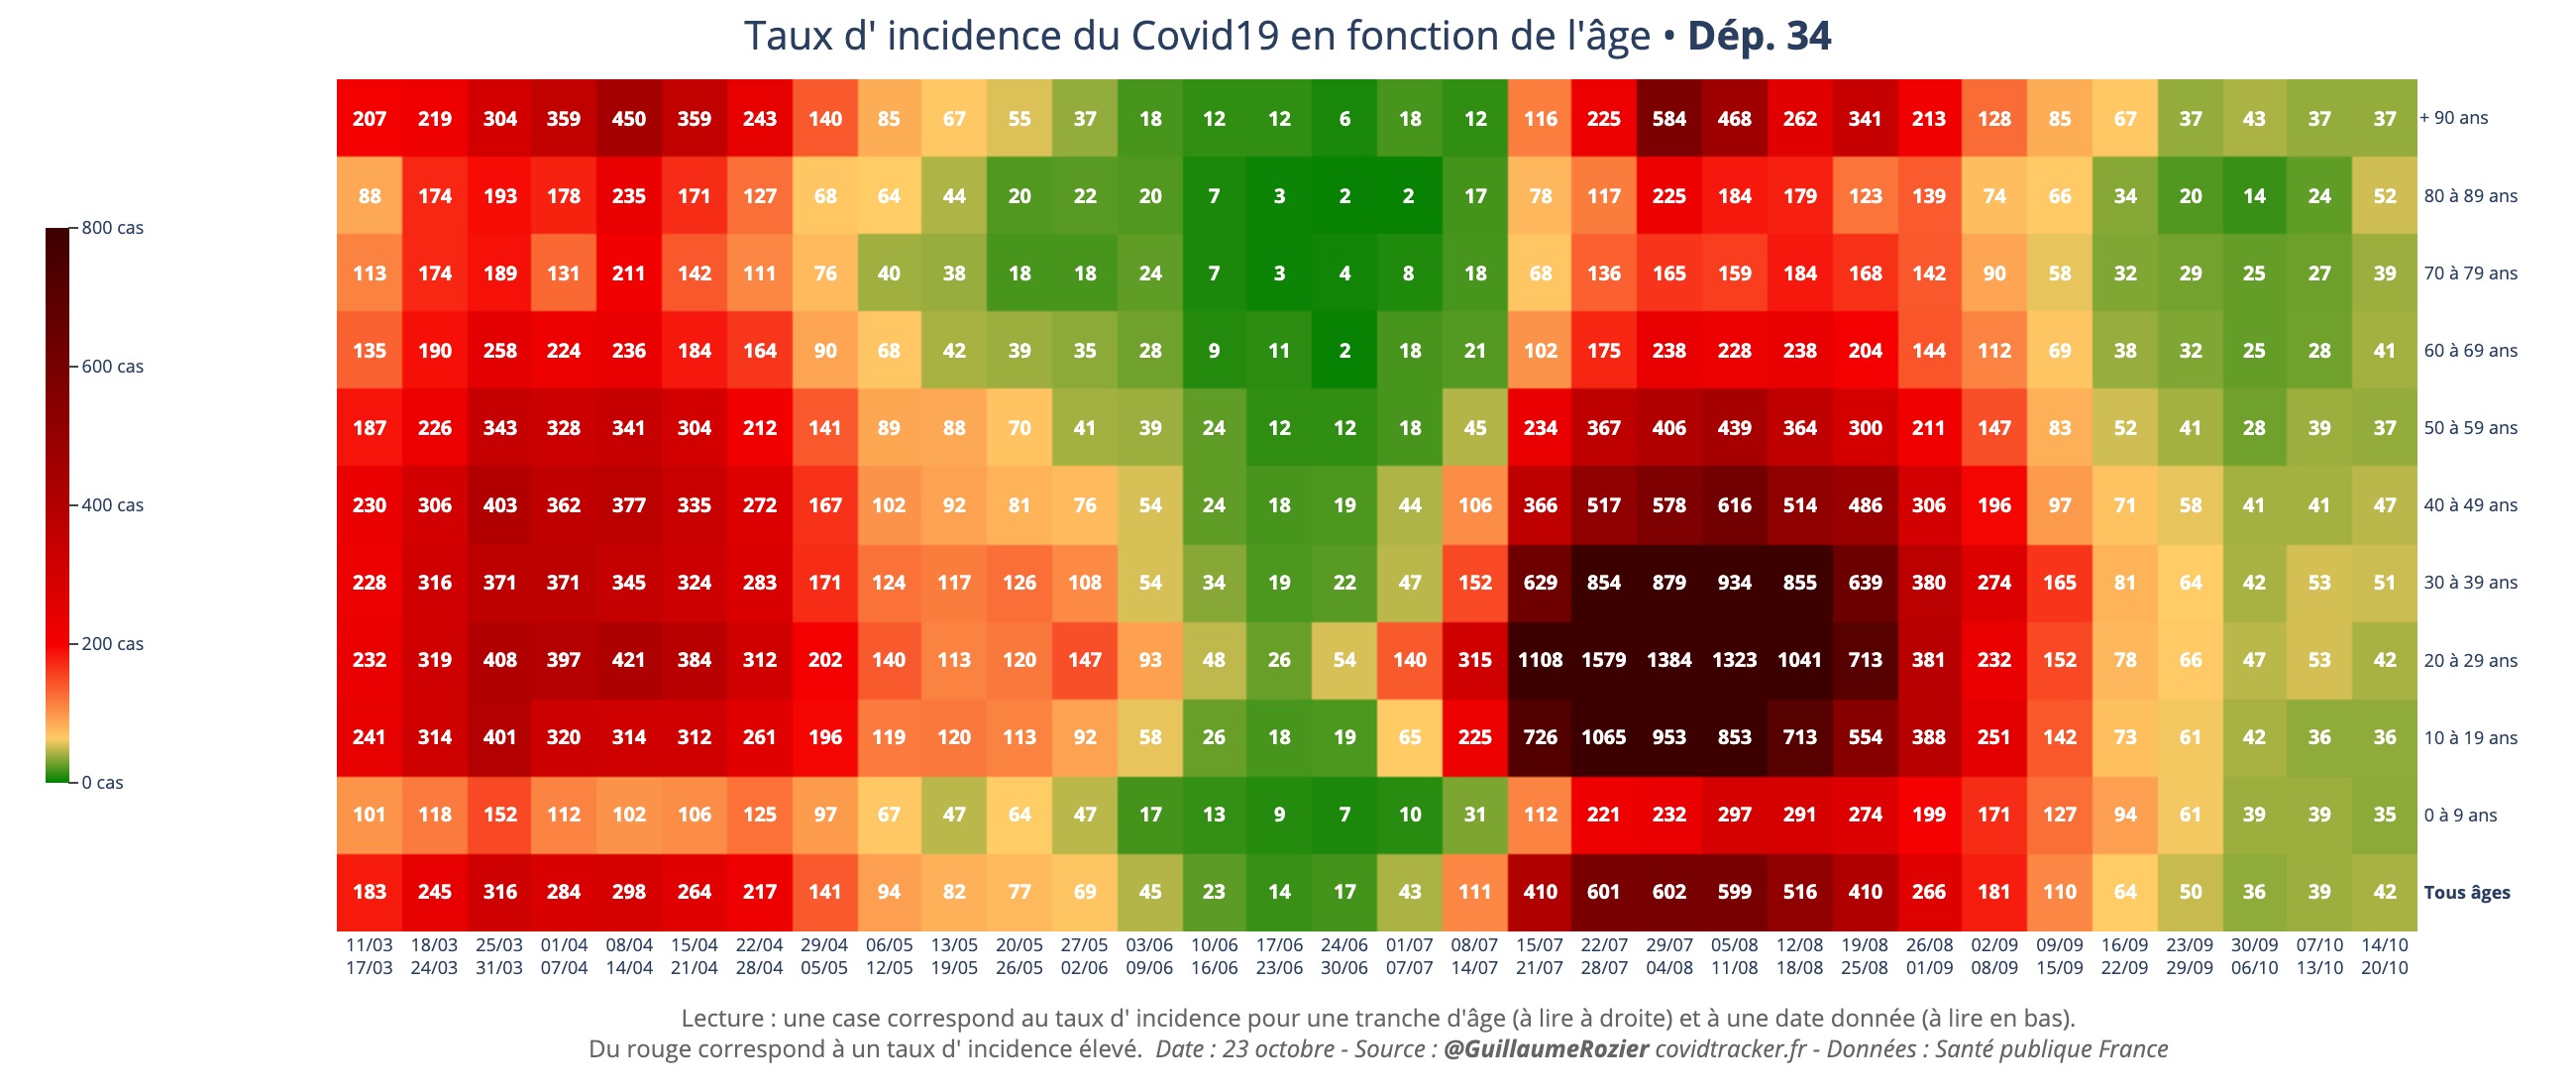 Taux d' incidence du Covid19 en fonction de l'âge • Dép. 34
800 cas
600 cas
400 cas
200 cas
0 cas
207 219 304 359 450 359 243 140 85 67 55 37 18 12 12 6 18 12 116 225 584 468 262 341 213 128 85 67 37 43 37 37 + 90 ans
88 174 193 178 235 171 127 68 64 44 20 22 20 7 3 2 2 17 78 117 225 184 179 123 139 74 66 34 20 14 24 52 80 à 89 ans
113 174 189 131 211 142 111 76 40 38 18 18 24 7 3 4 8 18 68 136 165 159 184 168 142 90 58 32 29 25 27 39 70 à 79 ans
135 190 258 224 236 184 164 90 68 42 39 35 28 9 11 2 18 21 102 175 238 228 238 204 144 112 69 38 32 25 28 41 60 à 69 ans
187 226 343 328 341 304 212 141 89 88 70 41 39 24 12 12 18 45 234 367 406 439 364 300 211 147 83 52 41 28 39 37 50 à 59 ans
230 306 403 362 377 335 272 167 102 92 81 76 54 24 18 19 44 106 366 517 578 616 514 486 306 196 97 71 58 41 41 47 40 à 49 ans
228 316 371 371 345 324 283 171 124 117 126 108 54 34 19 22 47 152 629 854 879 934 855 639 380 274 165 81 64 42 53 51 30 à 39 ans
232 319 408 397 421 384 312 202 140 113 120 147 93 48 26 54 140 315 1108 1579 1384 1323 1041 713 381 232 152 78 66 47 53 42 20 à 29 ans
241 314 401 320 314 312 261 196 119 120 113 92 58 26 18 19 65 225 726 1065 953 853 713 554 388 251 142 73 61 42 36 36 10 à 19 ans
101 118 152 112 102 106 125 97 67 47 64 47 17 13 9 7 10 31 112 221 232 297 291 274 199 171 127 94 61 39 39 35 0 à 9 ans
183 245 316 284 298 264 217 141 94 82 77 69 45 23 14 17 43 111 410 601 602 599 516 410 266 181 110 64 50 36 39 42 Tous âges
11/03 18/03 25/03 01/04 08/04 15/04 22/04 29/04 06/05 13/05 20/05 27/05 03/06 10/06 17/06 24/06 01/07 08/07 15/07 22/07 29/07 05/08 12/08 19/08 26/08 02/09 09/09 16/09 23/09 30/09 07/10 14/10
17/03 24/03 31/03 07/04 14/04 21/04 28/04 05/05 12/05 19/05 26/05 02/06 09/06 16/06 23/06 30/06 07/07 14/07 21/07 28/07 04/08 11/08 18/08 25/08 01/09 08/09 15/09 22/09 29/09 06/10 13/10 20/10
Lecture : une case correspond au taux d' incidence pour une tranche d'âge (à lire à droite) et à une date donnée (à lire en bas).
Du rouge correspond à un taux d' incidence élevé. Date : 23 octobre - Source : @GuillaumeRozier covidtracker.fr - Données : Santé publique France